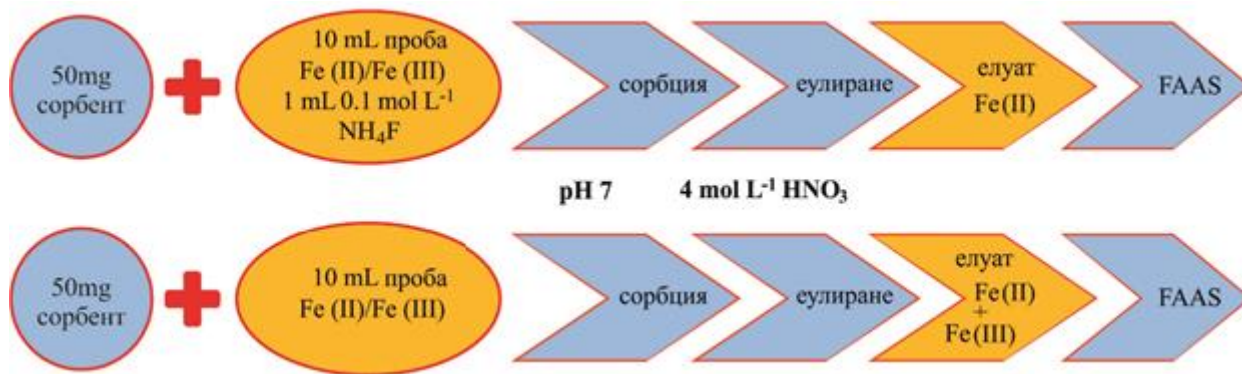 50mg
сорбент
10 mL проба
Fe (II)/Fe (III)
1 mL 0.1 mol L⁻¹
NH₄F
сорбция
еулиране
елуат
Fe(II)
FAAS
pH 7
4 mol L⁻¹ HNO₃
50mg
сорбент
10 mL проба
Fe (II)/Fe (III)
сорбция
еулиране
елуат
Fe(II)
+
Fe(III)
FAAS